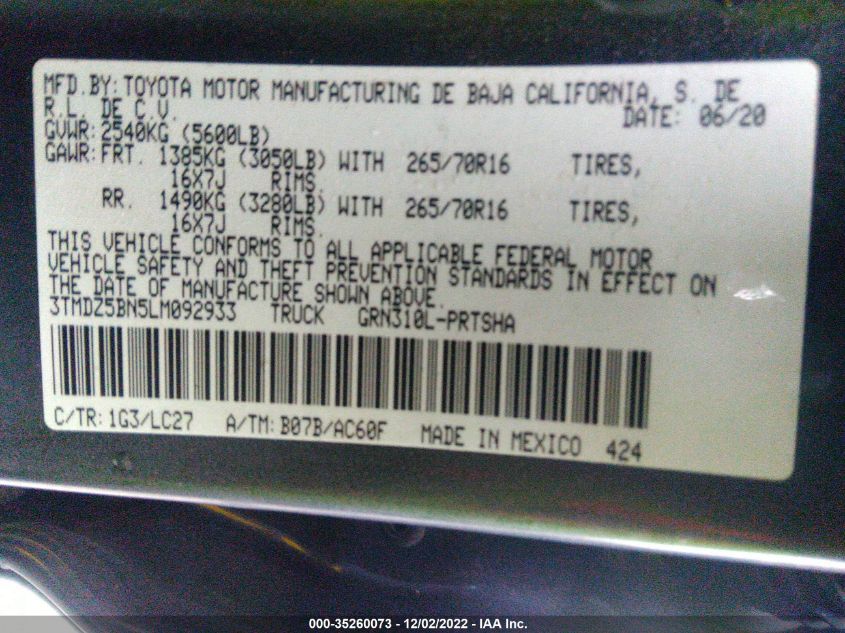 MFD. BY: TOYOTA MOTOR MANUFACTURING DE BAJA CALIFORNIA, S. DE
R.L. DE C.V. DATE: 06/20
GVWR: 2540KG (5600LB)
GAWR: FRT. 1385KG (3050LB) WITH 265/70R16 TIRES,
16X7J RIMS.
RR. 1490KG (3280LB) WITH 265/70R16 TIRES,
16X7J RIMS.
THIS VEHICLE CONFORMS TO ALL APPLICABLE FEDERAL MOTOR
VEHICLE SAFETY AND THEFT PREVENTION STANDARDS IN EFFECT ON
THE DATE OF MANUFACTURE SHOWN ABOVE.
3TMDZ5BN5LM092933 TRUCK GRN310L-PRTSHA
C/TR: 1G3/LC27 A/TM: B07B/AC60F MADE IN MEXICO 424
000-35260073 - 12/02/2022 - IAA Inc.